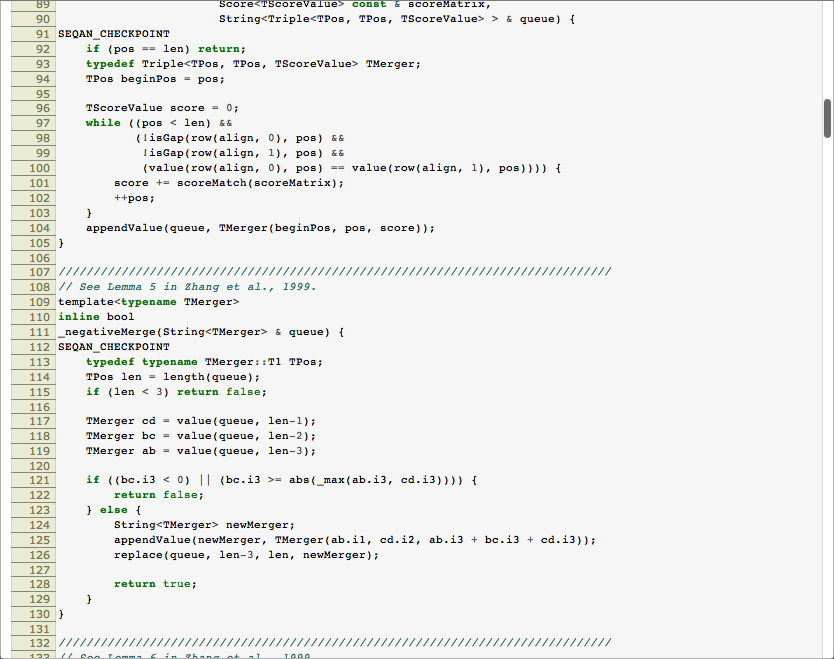 89 Score<TScoreValue> const & scoreMatrix,
90 String<Triple<TPos, TPos, TScoreValue> > & queue) {
91 SEQAN_CHECKPOINT
92 if (pos == len) return;
93 typedef Triple<TPos, TPos, TScoreValue> TMerger;
94 TPos beginPos = pos;
95
96 TScoreValue score = 0;
97 while ((pos < len) &&
98 (!isGap(row(align, 0), pos) &&
99 !isGap(row(align, 1), pos) &&
100 (value(row(align, 0), pos) == value(row(align, 1), pos)))) {
101 score += scoreMatch(scoreMatrix);
102 ++pos;
103 }
104 appendValue(queue, TMerger(beginPos, pos, score));
105 }
106
107 ///////////////////////////////////////////////////////////////////////////////
108 // See Lemma 5 in Zhang et al., 1999.
109 template<typename TMerger>
110 inline bool
111 _negativeMerge(String<TMerger> & queue) {
112 SEQAN_CHECKPOINT
113 typedef typename TMerger::T1 TPos;
114 TPos len = length(queue);
115 if (len < 3) return false;
116
117 TMerger cd = value(queue, len-1);
118 TMerger bc = value(queue, len-2);
119 TMerger ab = value(queue, len-3);
120
121 if ((bc.i3 < 0) || (bc.i3 >= abs(_max(ab.i3, cd.i3)))) {
122 return false;
123 } else {
124 String<TMerger> newMerger;
125 appendValue(newMerger, TMerger(ab.i1, cd.i2, ab.i3 + bc.i3 + cd.i3));
126 replace(queue, len-3, len, newMerger);
127
128 return true;
129 }
130 }
131
132 ///////////////////////////////////////////////////////////////////////////////
133 // See Lemma 6 in Zhang et al., 1999.